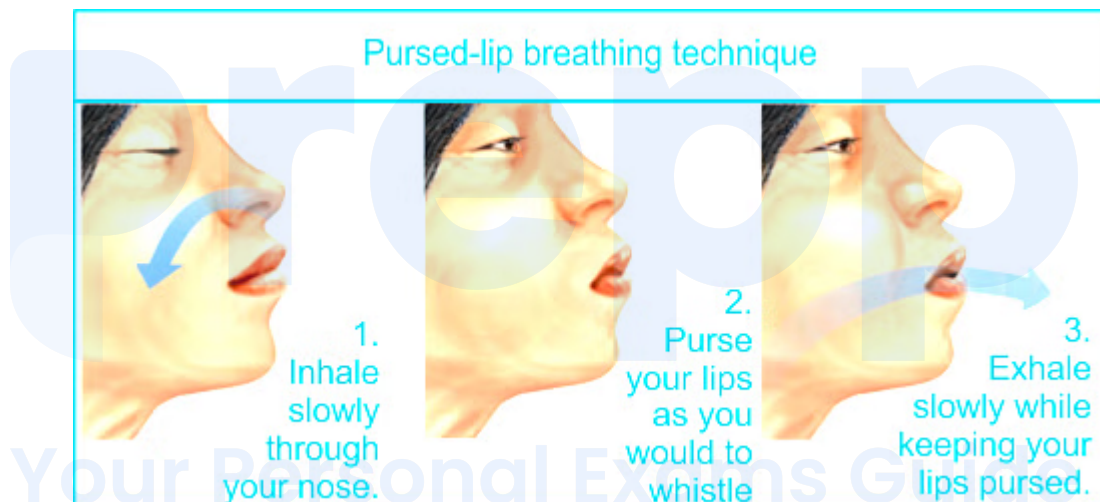 Pursed-lip breathing technique
1.
Inhale
slowly
through
your nose.
2.
Purse
your lips
as you
would to
whistle
3.
Exhale
slowly while
keeping your
lips pursed.
Prepp
Your Personal Exams Guide